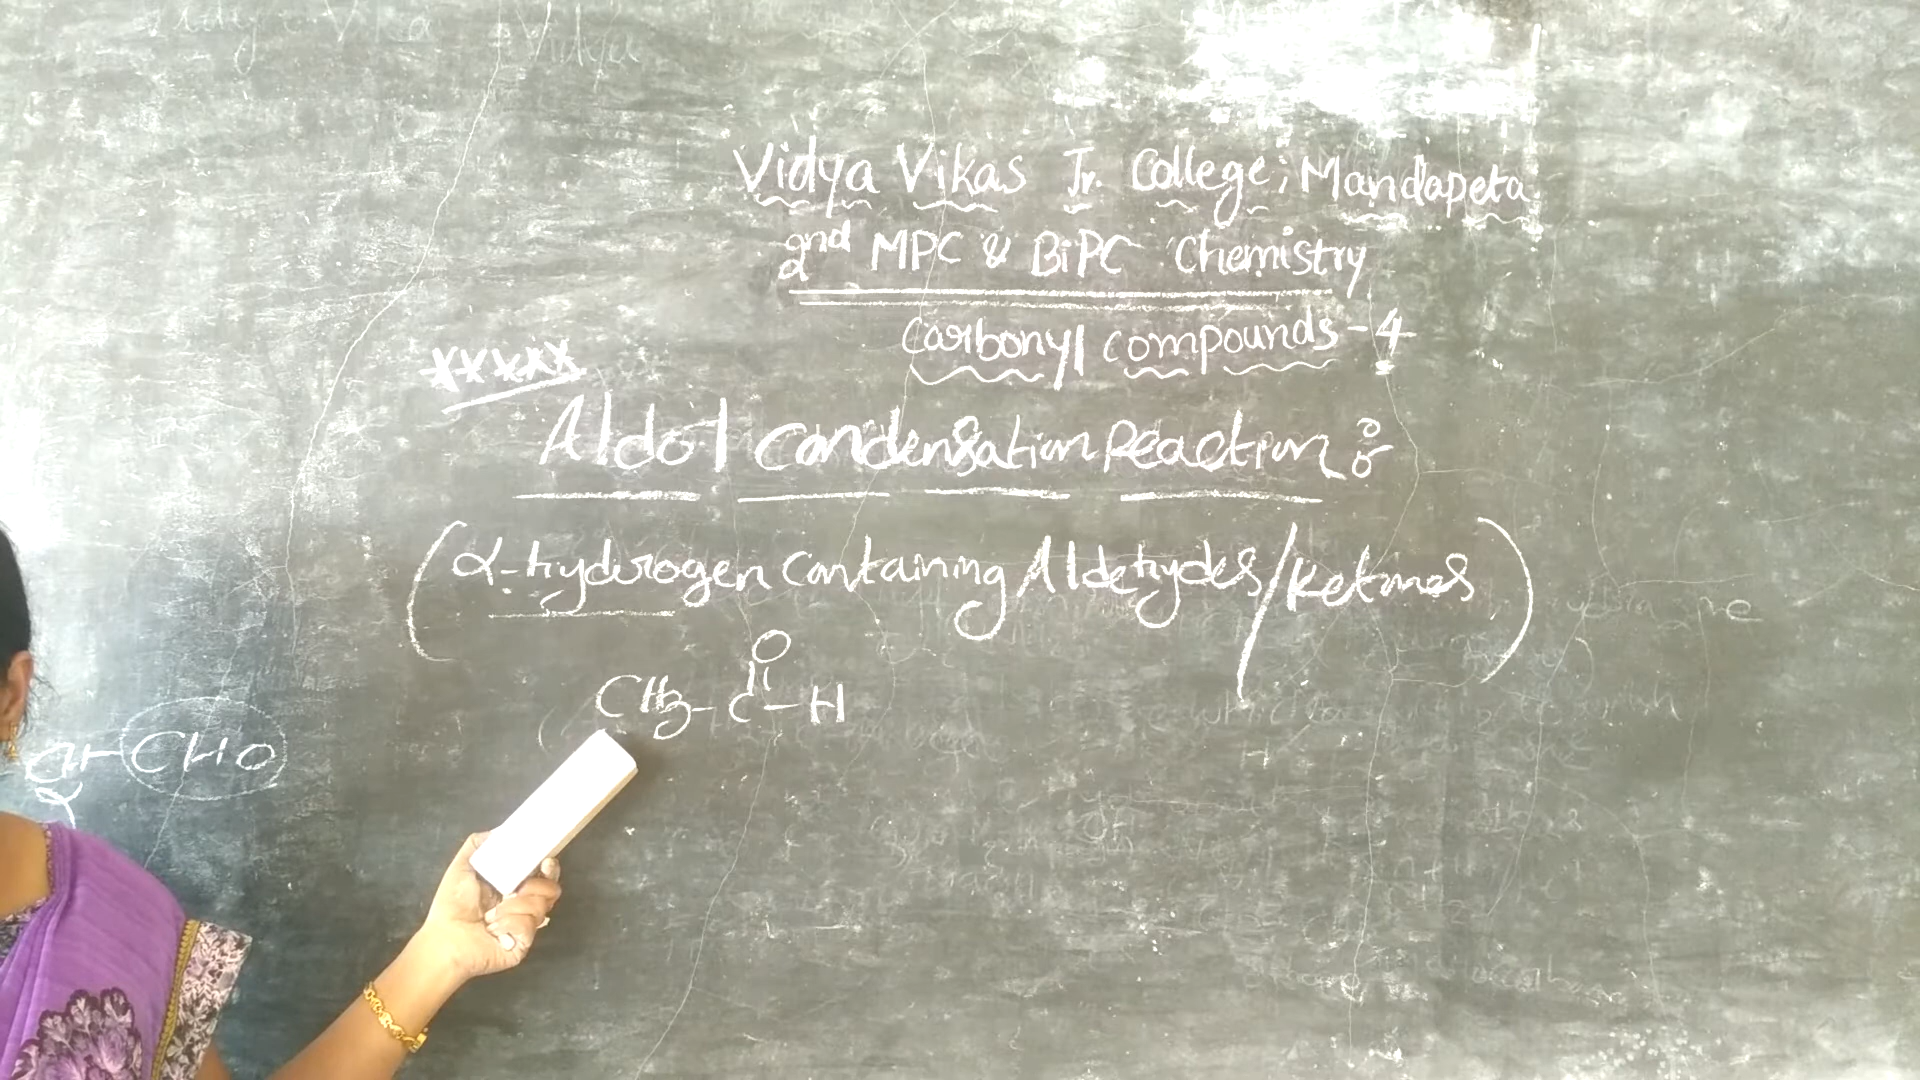 Vidya Vikas Jr. College; Mandapeta.
2nd MPC & BiPC Chemistry
Carbonyl compounds-4
xxxxx
Aldol condensation Reaction:
(α-hydrogen containing Aldehydes/Ketones)
O
CH3-C-H
CHO